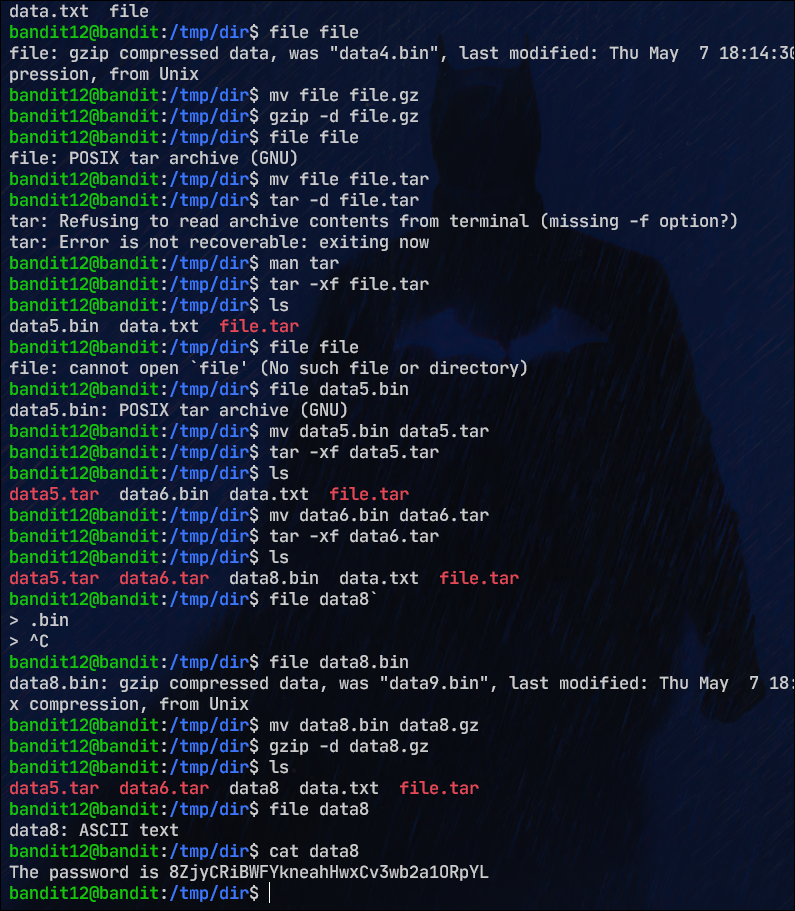 data.txt  file
bandit12@bandit:/tmp/dir$ file file
file: gzip compressed data, was "data4.bin", last modified: Thu May  7 18:14:30
pression, from Unix
bandit12@bandit:/tmp/dir$ mv file file.gz
bandit12@bandit:/tmp/dir$ gzip -d file.gz
bandit12@bandit:/tmp/dir$ file file
file: POSIX tar archive (GNU)
bandit12@bandit:/tmp/dir$ mv file file.tar
bandit12@bandit:/tmp/dir$ tar -d file.tar
tar: Refusing to read archive contents from terminal (missing -f option?)
tar: Error is not recoverable: exiting now
bandit12@bandit:/tmp/dir$ man tar
bandit12@bandit:/tmp/dir$ tar -xf file.tar
bandit12@bandit:/tmp/dir$ ls
data5.bin  data.txt  file.tar
bandit12@bandit:/tmp/dir$ file file
file: cannot open `file' (No such file or directory)
bandit12@bandit:/tmp/dir$ file data5.bin
data5.bin: POSIX tar archive (GNU)
bandit12@bandit:/tmp/dir$ mv data5.bin data5.tar
bandit12@bandit:/tmp/dir$ tar -xf data5.tar
bandit12@bandit:/tmp/dir$ ls
data5.tar  data6.bin  data.txt  file.tar
bandit12@bandit:/tmp/dir$ mv data6.bin data6.tar
bandit12@bandit:/tmp/dir$ tar -xf data6.tar
bandit12@bandit:/tmp/dir$ ls
data5.tar  data6.tar  data8.bin  data.txt  file.tar
bandit12@bandit:/tmp/dir$ file data8`
> .bin
> ^C
bandit12@bandit:/tmp/dir$ file data8.bin
data8.bin: gzip compressed data, was "data9.bin", last modified: Thu May  7 18:
x compression, from Unix
bandit12@bandit:/tmp/dir$ mv data8.bin data8.gz
bandit12@bandit:/tmp/dir$ gzip -d data8.gz
bandit12@bandit:/tmp/dir$ ls
data5.tar  data6.tar  data8  data.txt  file.tar
bandit12@bandit:/tmp/dir$ file data8
data8: ASCII text
bandit12@bandit:/tmp/dir$ cat data8
The password is 8ZjyCRiBWFYkneahHwxCv3wb2a1ORpYL
bandit12@bandit:/tmp/dir$